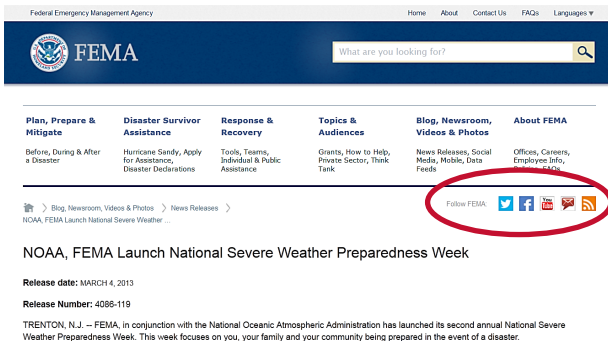 Federal Emergency Management Agency
Home About Contact Us FAQs Languages
FEMA
What are you looking for?
Plan, Prepare & Mitigate
Before, During & After a Disaster
Disaster Survivor Assistance
Hurricane Sandy, Apply for Assistance, Disaster Declarations
Response & Recovery
Tools, Teams, Individual & Public Assistance
Topics & Audiences
Grants, How to Help, Private Sector, Think Tank
Blog, Newsroom, Videos & Photos
News Releases, Social Media, Mobile, Data Feeds
About FEMA
Offices, Careers, Employee Info,
FAQs
Blog, Newsroom, Videos & Photos News Releases
NOAA, FEMA Launch National Severe Weather ...
Follow FEMA:
You Tube
NOAA, FEMA Launch National Severe Weather Preparedness Week
Release date: MARCH 4, 2013
Release Number: 4086-119
TRENTON, N.J. -- FEMA, in conjunction with the National Oceanic Atmospheric Administration has launched its second annual National Severe
Weather Preparedness Week. This week focuses on you, your family and your community being prepared in the event of a disaster.